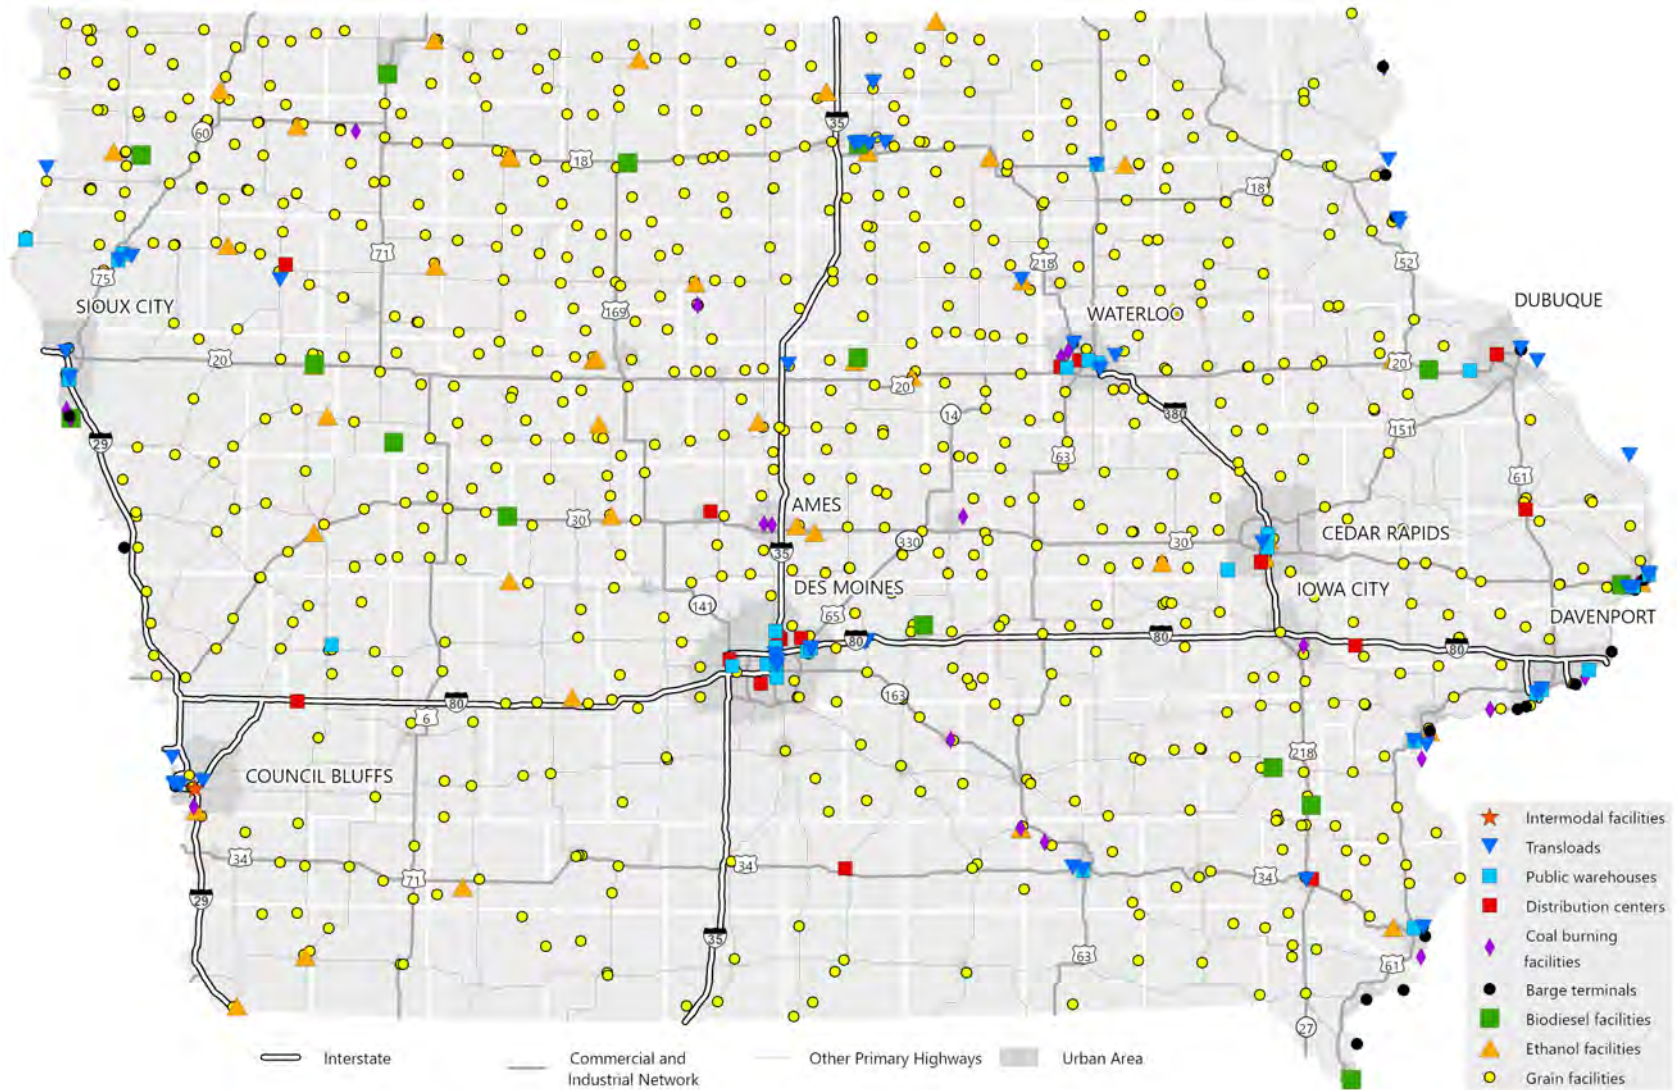 35
60
18
18
71
218
52
75
SIOUX CITY
DUBUQUE
169
WATERLOO
20
20
20
14
380
29
151
63
61
AMES
30
330
30
CEDAR RAPIDS
35
DES MOINES
IOWA CITY
141
65
DAVENPORT
80
80
80
163
80
6
218
COUNCIL BLUFFS
34
34
71
34
29
35
63
61
27
Intermodal facilities
Transloads
Public warehouses
Distribution centers
Coal burning
facilities
Barge terminals
Biodiesel facilities
Ethanol facilities
Grain facilities
Interstate
Commercial and
Industrial Network
Other Primary Highways
Urban Area